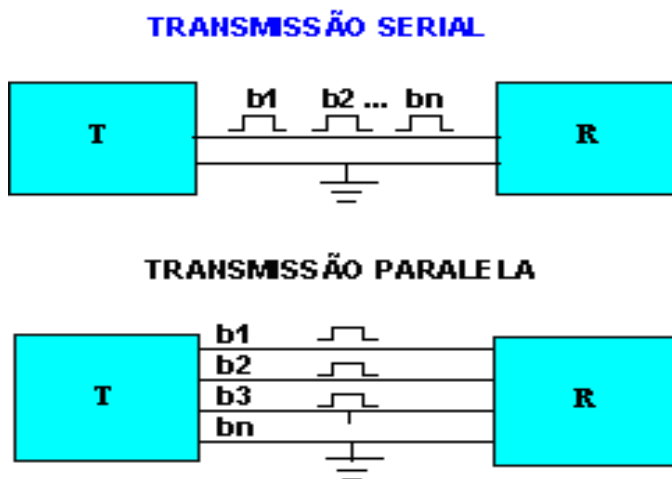 TRANSMISSÃO SERIAL
b1 b2 ... bn
T R
TRANSMISSÃO PARALELA
b1
b2
b3
T R
bn